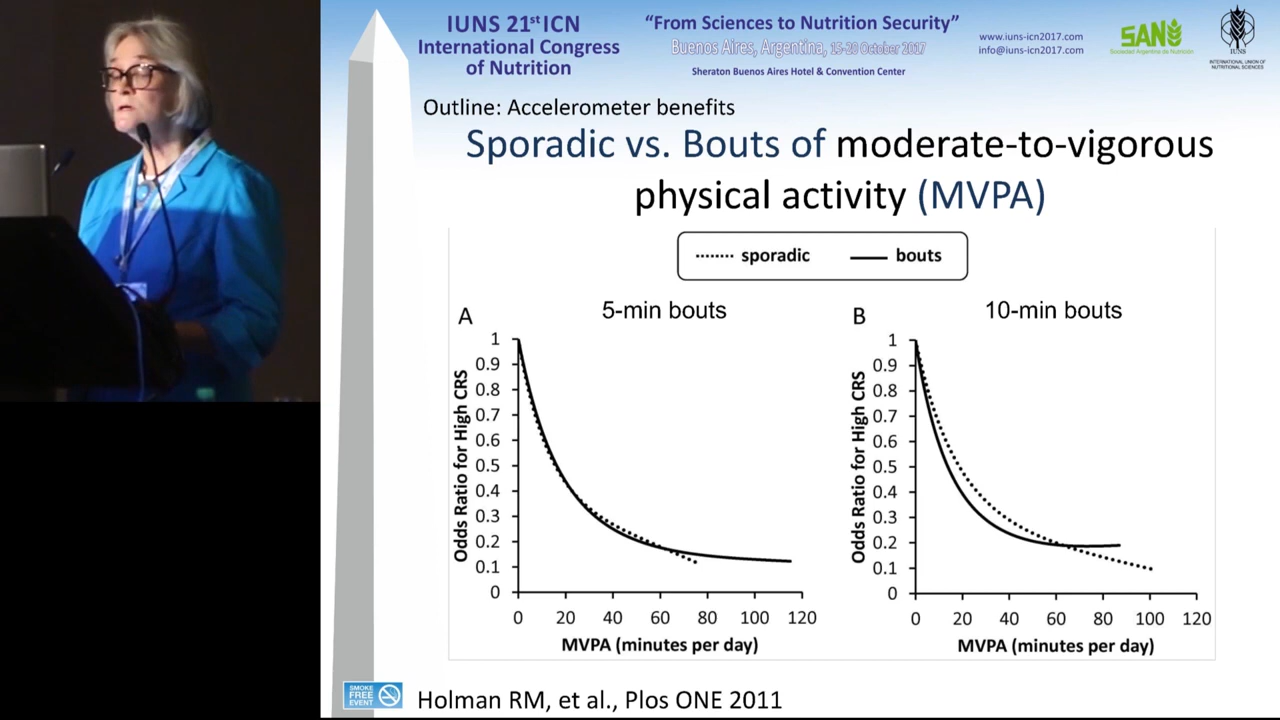 IUNS 21st ICN
International Congress
of Nutrition
“From Sciences to Nutrition Security”
Buenos Aires, Argentina, 15-20 October 2017
Sheraton Buenos Aires Hotel & Convention Center
www.iuns-icn2017.com
info@iuns-icn2017.com
SAN
Sociedad Argentina de Nutrición
IUNS
INTERNATIONAL UNION OF
NUTRITIONAL SCIENCES
Outline: Accelerometer benefits
Sporadic vs. Bouts of moderate-to-vigorous
physical activity (MVPA)
sporadic bouts
A 5-min bouts
Odds Ratio for High CRS
1
0.9
0.8
0.7
0.6
0.5
0.4
0.3
0.2
0.1
0
0 20 40 60 80 100 120
MVPA (minutes per day)
B 10-min bouts
Odds Ratio for High CRS
1
0.9
0.8
0.7
0.6
0.5
0.4
0.3
0.2
0.1
0
0 20 40 60 80 100 120
MVPA (minutes per day)
SMOKE
FREE
EVENT
Holman RM, et al., Plos ONE 2011